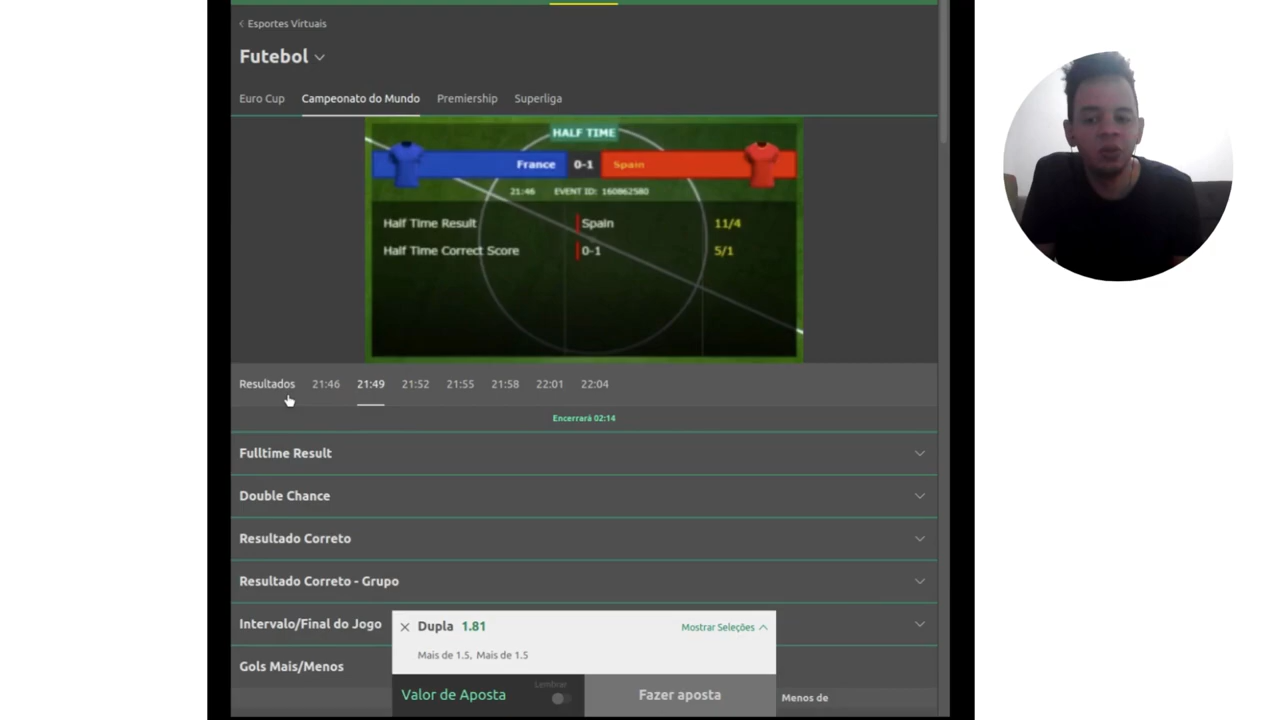 Esportes Virtuais
Futebol
Euro Cup Campeonato do Mundo Premiership Superliga
HALF TIME
France 0-1 Spain
21:46 EVENT ID: 160862580
Half Time Result Spain 11/4
Half Time Correct Score 0-1 5/1
Resultados 21:46 21:49 21:52 21:55 21:58 22:01 22:04
Encerrará 02:14
Fulltime Result
Double Chance
Resultado Correto
Resultado Correto - Grupo
Intervalo/Final do Jogo
Dupla 1.81 Mostrar Seleções
Mais de 1.5, Mais de 1.5
Gols Mais/Menos
Lembrar
Valor de Aposta Fazer aposta
Menos de